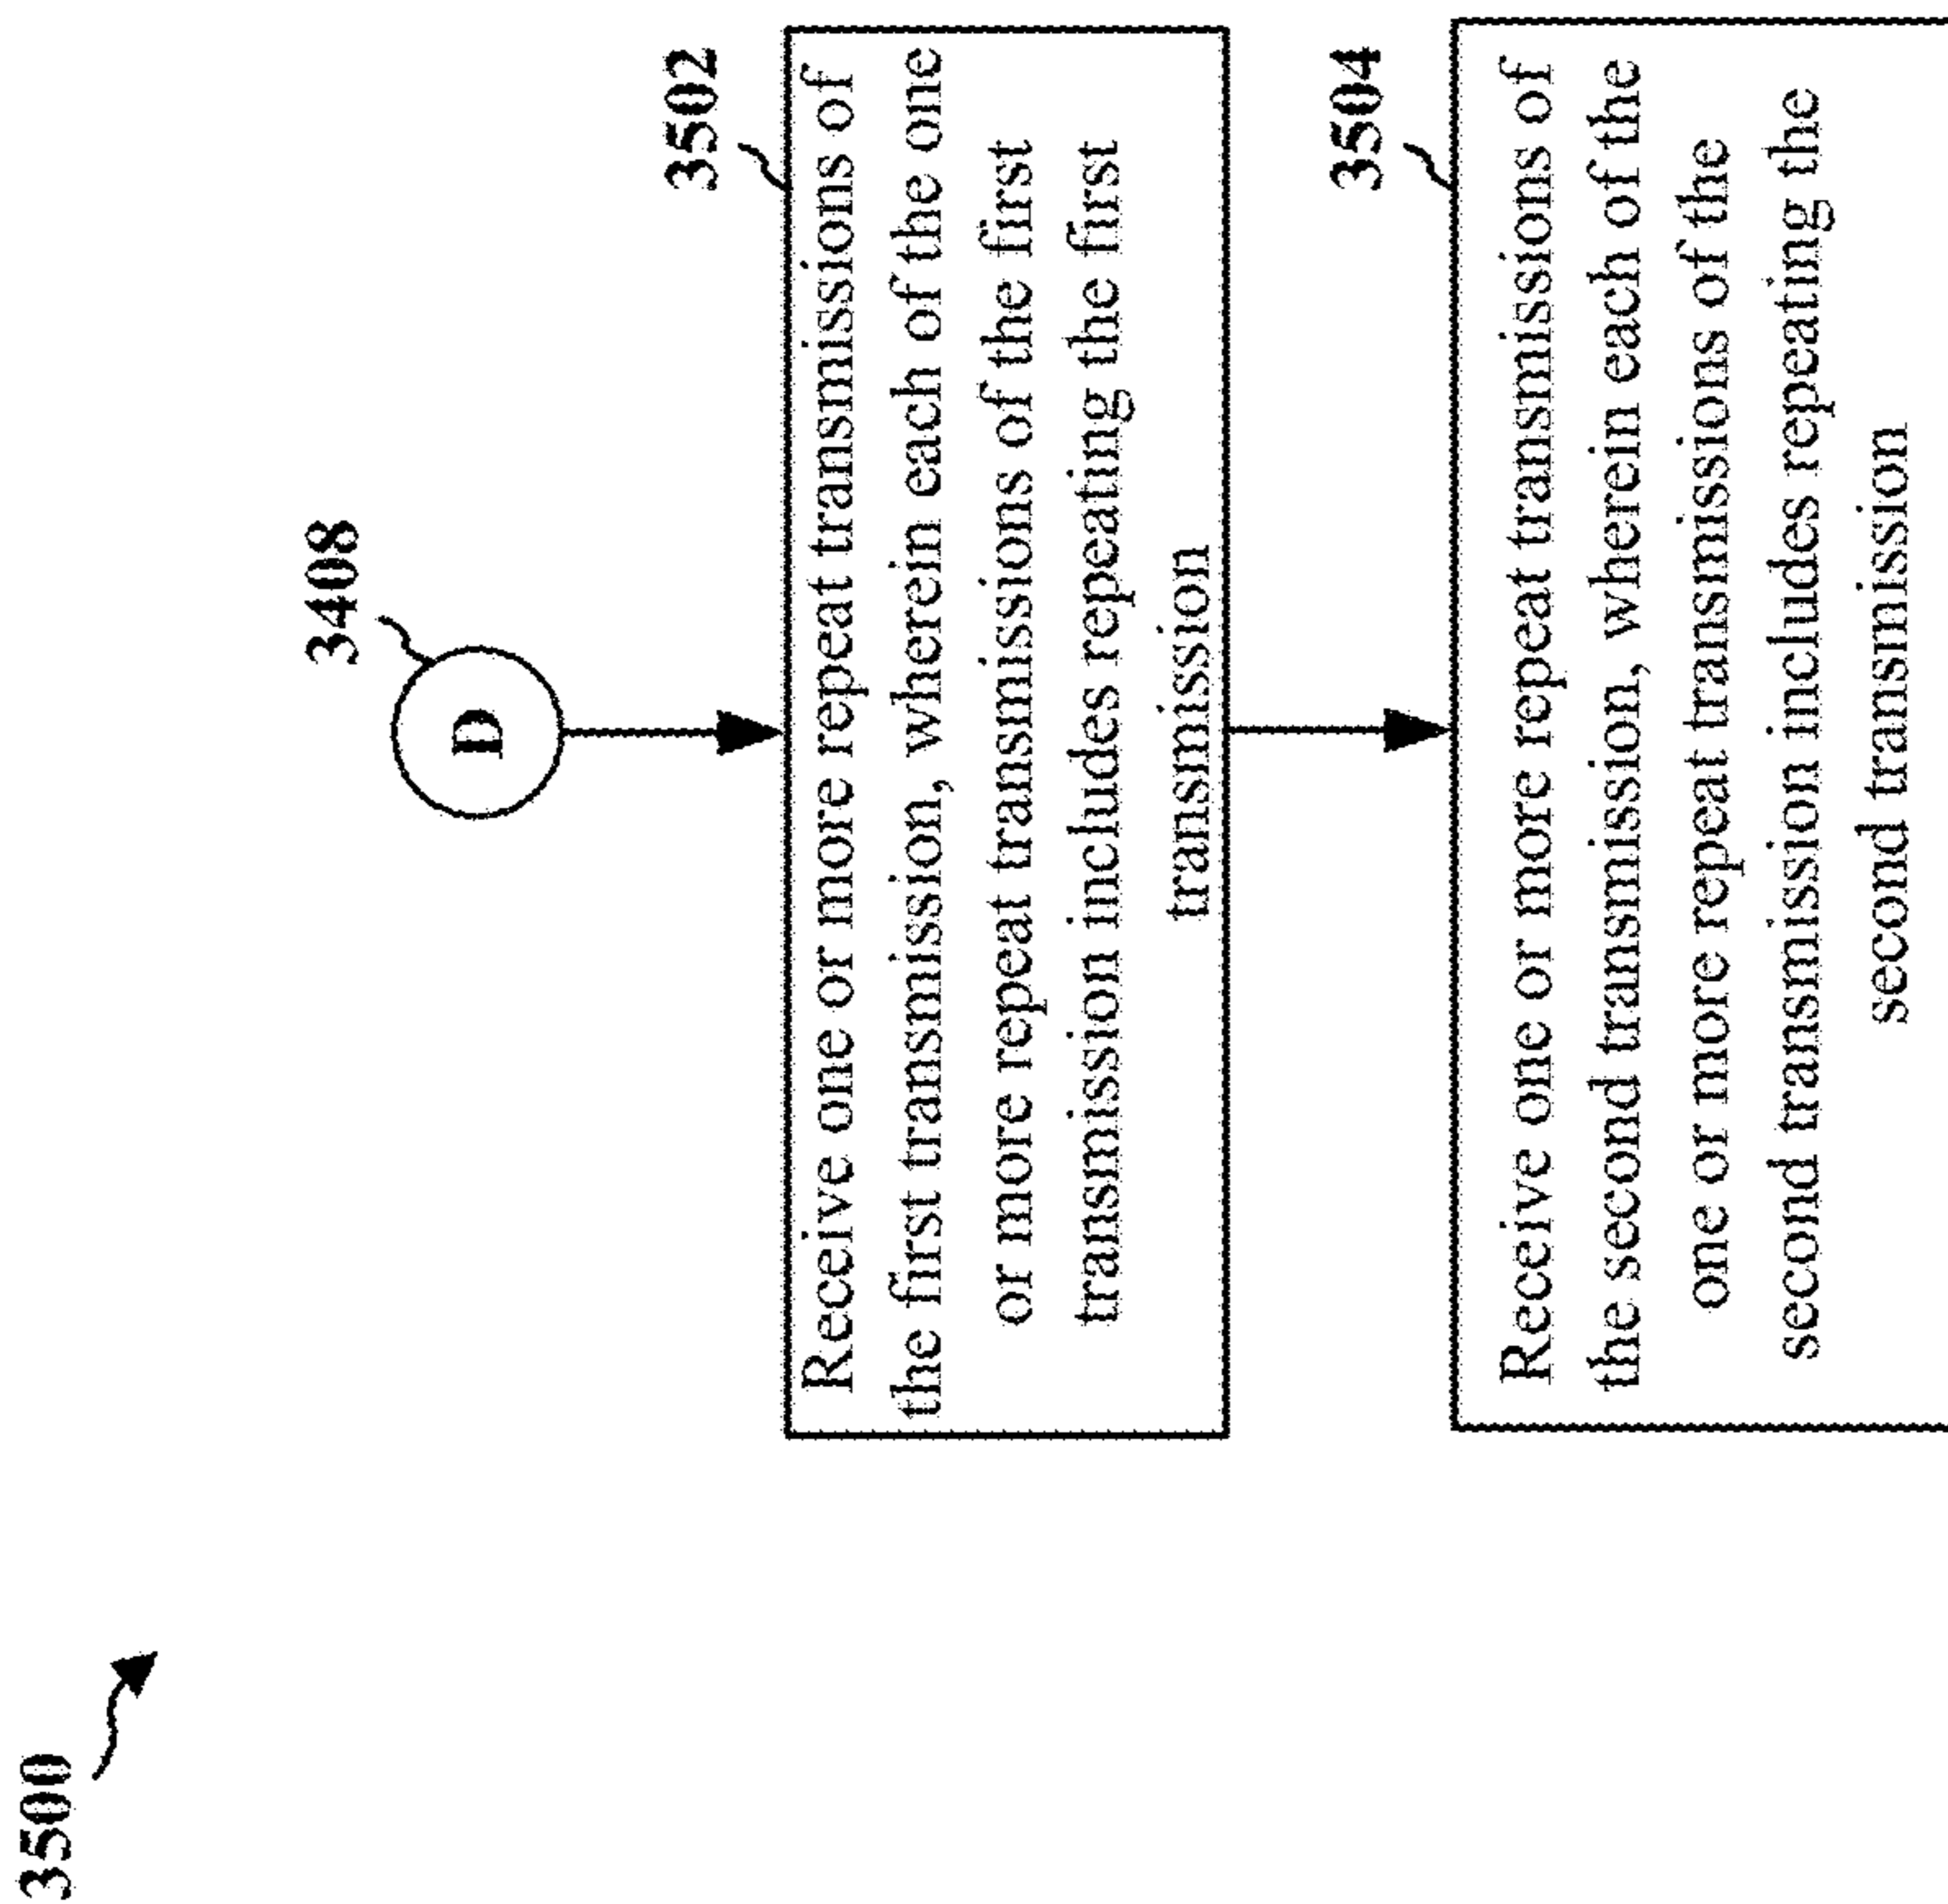 3500
3408
D
3502
Receive one or more repeat transmissions of
the first transmission, wherein each of the one
or more repeat transmissions of the first
transmission includes repeating the first
transmission
3504
Receive one or more repeat transmissions of
the second transmission, wherein each of the
one or more repeat transmissions of the
second transmission includes repeating the
second transmission